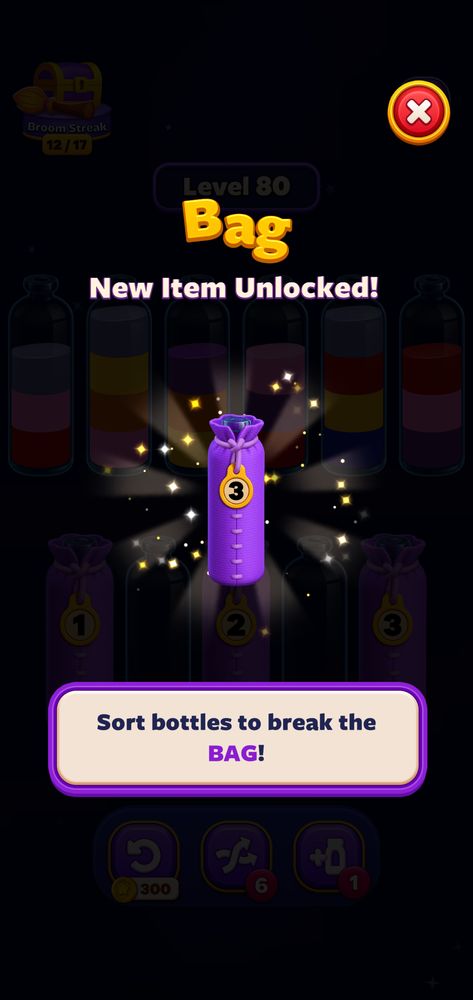 Broom Streak
12 / 17
Level 80
Bag
New Item Unlocked!
3
1
2
3
Sort bottles to break the
BAG!
300
6
1